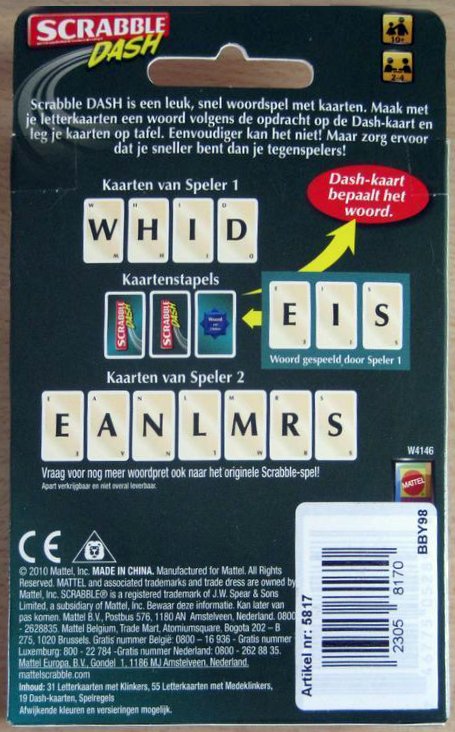 SCRABBLE
DASH
10+
2-4
Scrabble DASH is een leuk, snel woordspel met kaarten. Maak met
je letterkaarten een woord volgens de opdracht op de Dash-kaart en
leg je kaarten op tafel. Eenvoudiger kan het niet! Maar zorg ervoor
dat je sneller bent dan je tegenspelers!
Kaarten van Speler 1
Dash-kaart
bepaalt het
woord.
W H I D
Kaartenstapels
SCRABBLE DASH
SCRABBLE DASH
E I S
Woord gespeeld door Speler 1
Kaarten van Speler 2
E A N L M R S
W4146
Vraag voor nog meer woordpret ook naar het originele Scrabble-spel!
Apart verkrijgbaar en niet overal leverbaar.
MATTEL
CE
© 2010 Mattel, Inc. MADE IN CHINA. Manufactured for Mattel. All Rights
Reserved. MATTEL and associated trademarks and trade dress are owned by
Mattel, Inc. SCRABBLE® is a registered trademark of J.W. Spear & Sons
Limited, a subsidiary of Mattel, Inc. Bewaar deze informatie. Kan later van
pas komen. Mattel B.V., Postbus 576, 1180 AN Amstelveen, Nederland. 0800
- 2628835. Mattel Belgium, Trade Mart, Atomiumsquare, Bogota 202 – B
275, 1020 Brussels. Gratis nummer België: 0800 – 16 936 - Gratis nummer
Luxemburg: 800 - 22 784 -Gratis nummer Nederland: 0800 - 262 88 35.
Mattel Europa, B.V., Gondel 1, 1186 MJ Amstelveen, Nederland.
mattelscrabble.com
Inhoud: 31 Letterkaarten met Klinkers, 55 Letterkaarten met Medeklinkers,
19 Dash-kaarten, Spelregels
Afwijkende kleuren en versieringen mogelijk.
Artikel nr: 5817
2305 8170
BBY98